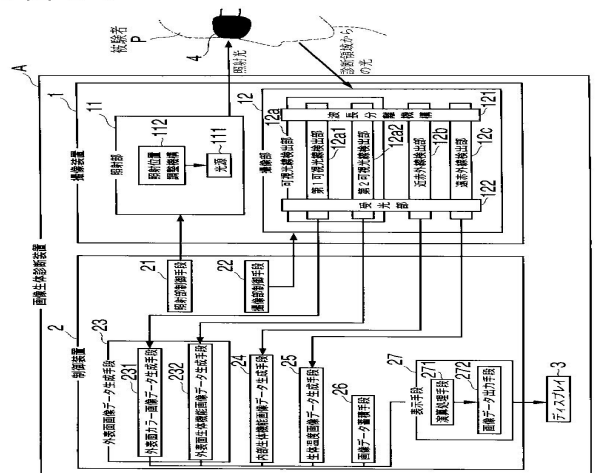 被験者
P
4
照射光
診断領域から
の光
A
画像生体診断装置
1
撮像装置
11
照射部
112
照射位置
調整機構
111
光源
12
撮像部
12a
可視光線検出部
第1可視光線検出部
12a1
第2可視光線検出部
12a2
近赤外線検出部
12b
遠赤外線検出部
12c
波長分離機構
121
受光部
122
2
制御装置
21
照射部制御手段
22
撮像部制御手段
23
外表面画像データ生成手段
231
外表面カラー画像データ生成手段
232
外表面生体機能画像データ生成手段
24
内部生体機能画像データ生成手段
25
生体温度画像データ生成手段
26
画像データ蓄積手段
27
表示手段
271
演算処理手段
272
画像データ出力手段
ディスプレイ
3